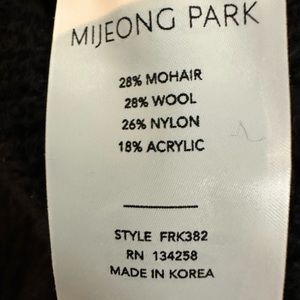 MIJEONG PARK
28% MOHAIR
28% WOOL
26% NYLON
18% ACRYLIC
STYLE FRK382
RN 134258
MADE IN KOREA